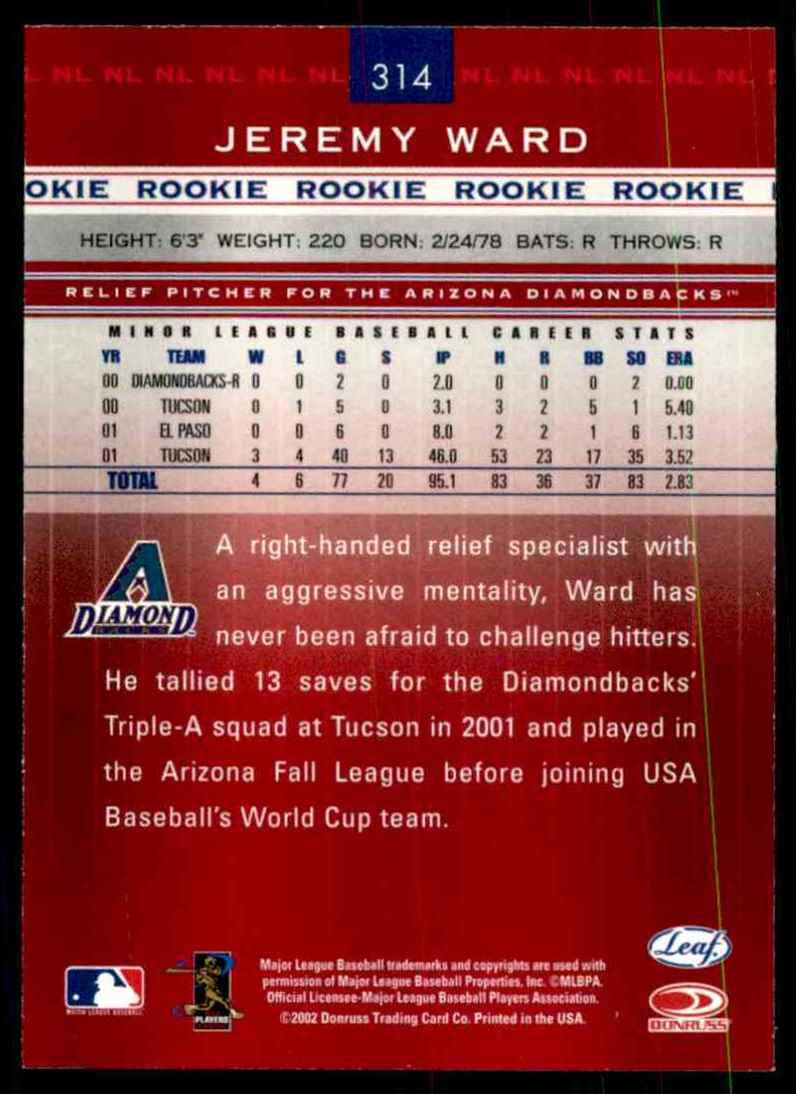 NL NL NL NL NL NL 314 NL NL NL NL NL NL
JEREMY WARD
OKIE ROOKIE ROOKIE ROOKIE ROOKIE
HEIGHT: 6'3" WEIGHT: 220 BORN: 2/24/78 BATS: R THROWS: R
RELIEF PITCHER FOR THE ARIZONA DIAMONDBACKS™
MINOR LEAGUE BASEBALL CAREER STATS
YR TEAM W L G S IP H R BB SO ERA
00 DIAMONDBACKS-R 0 0 2 0 2.0 0 0 0 2 0.00
00 TUCSON 0 1 5 0 3.1 3 2 5 1 5.40
01 EL PASO 0 0 6 0 8.0 2 2 1 6 1.13
01 TUCSON 3 4 40 13 46.0 53 23 17 35 3.52
TOTAL 4 6 77 20 95.1 83 36 37 83 2.83
A right-handed relief specialist with
an aggressive mentality, Ward has
never been afraid to challenge hitters.
He tallied 13 saves for the Diamondbacks'
Triple-A squad at Tucson in 2001 and played in
the Arizona Fall League before joining USA
Baseball's World Cup team.
A
DIAMOND
BACKS
Major League Baseball trademarks and copyrights are used with
permission of Major League Baseball Properties, Inc. ©MLBPA.
Official Licensee-Major League Baseball Players Association.
©2002 Donruss Trading Card Co. Printed in the USA.
MAJOR LEAGUE BASEBALL
PLAYERS
Leaf
DONRUSS